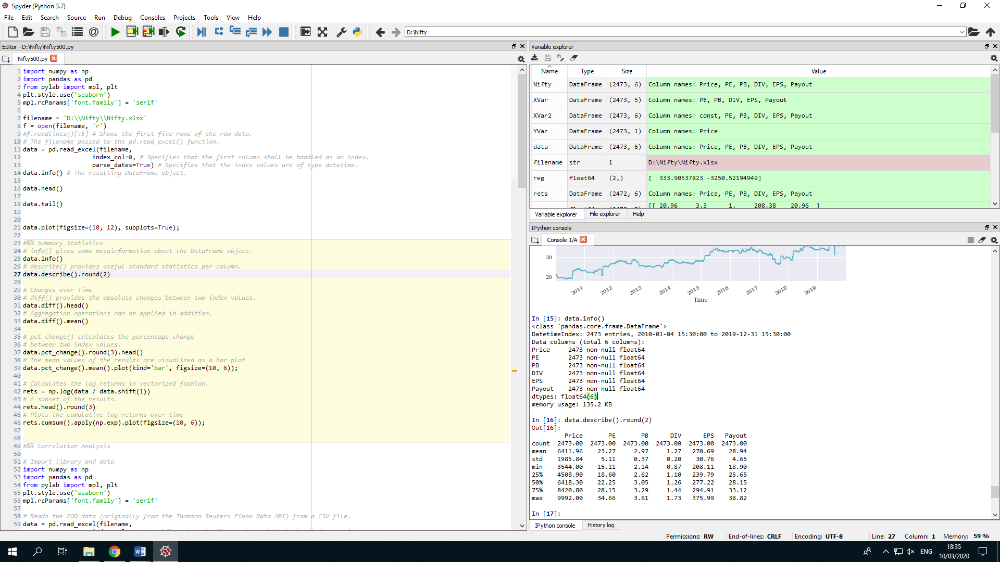 Spyder (Python 3.7)
File Edit Search Source Run Debug Consoles Projects Tools View Help
D:\Nifty
Editor - D:\Nifty\Nifty500.py
Nifty500.py
1 import numpy as np
2 import pandas as pd
3 from pylab import mpl, plt
4 plt.style.use('seaborn')
5 mpl.rcParams['font.family'] = 'serif'
6
7 filename = 'D:\\Nifty\\Nifty.xlsx'
8 f = open(filename, 'r')
9 #f.readlines()[:5] # Shows the first five rows of the raw data.
10 # The filename passed to the pd.read_excel() function.
11 data = pd.read_excel(filename,
12 index_col=0, # Specifies that the first column shall be handled as an index.
13 parse_dates=True) # Specifies that the index values are of type datetime.
14 data.info() # The resulting DataFrame object.
15
16 data.head()
17
18 data.tail()
19
20
21 data.plot(figsize=(10, 12), subplots=True);
22
23 #%% Summary Statistics
24 # info() gives some metainformation about the DataFrame object.
25 data.info()
26 # describe() provides useful standard statistics per column.
27 data.describe().round(2)
28
29 # Changes over Time
30 # diff() provides the absolute changes between two index values.
31 data.diff().head()
32 # Aggregation operations can be applied in addition.
33 data.diff().mean()
34
35 # pct_change() calculates the percentage change
36 # between two index values.
37 data.pct_change().round(3).head()
38 # The mean values of the results are visualized as a bar plot
39 data.pct_change().mean().plot(kind='bar', figsize=(10, 6));
40
41 # Calculates the log returns in vectorized fashion.
42 rets = np.log(data / data.shift(1))
43 # A subset of the results.
44 rets.head().round(3)
45 # Plots the cumulative log returns over time
46 rets.cumsum().apply(np.exp).plot(figsize=(10, 6));
47
48
49 #%% Correlation Analysis
50
51 # Import library and data
52 import numpy as np
53 import pandas as pd
54 from pylab import mpl, plt
55 plt.style.use('seaborn')
56 mpl.rcParams['font.family'] = 'serif'
57
58 # Reads the EOD data (originally from the Thomson Reuters Eikon Data API) from a CSV file.
59 data = pd.read_excel(filename,
Variable explorer
Name Type Size Value
Nifty DataFrame (2473, 6) Column names: Price, PE, PB, DIV, EPS, Payout
XVar DataFrame (2473, 5) Column names: PE, PB, DIV, EPS, Payout
XVar2 DataFrame (2473, 6) Column names: const, PE, PB, DIV, EPS, Payout
YVar DataFrame (2473, 1) Column names: Price
data DataFrame (2473, 6) Column names: Price, PE, PB, DIV, EPS, Payout
filename str 1 D:\Nifty\Nifty.xlsx
reg float64 (2,) [ 333.90537823 -3250.52194949]
rets DataFrame (2472, 6) Column names: Price, PE, PB, DIV, EPS, Payout
[[ 20.96 3.3 1. 208.38 20.96 ]
Variable explorer File explorer Help
IPython console
Console 1/A
30
20
2011 2012 2013 2014 2015 2016 2017 2018 2019
Time
In [15]: data.info()
<class 'pandas.core.frame.DataFrame'>
DatetimeIndex: 2473 entries, 2010-01-04 15:30:00 to 2019-12-31 15:30:00
Data columns (total 6 columns):
Price 2473 non-null float64
PE 2473 non-null float64
PB 2473 non-null float64
DIV 2473 non-null float64
EPS 2473 non-null float64
Payout 2473 non-null float64
dtypes: float64(6)
memory usage: 135.2 KB
In [16]: data.describe().round(2)
Out[16]:
Price PE PB DIV EPS Payout
count 2473.00 2473.00 2473.00 2473.00 2473.00 2473.00
mean 6411.96 23.27 2.97 1.27 270.69 28.94
std 1985.84 5.11 0.37 0.20 30.76 4.65
min 3544.00 15.11 2.14 0.87 208.11 18.90
25% 4508.90 18.60 2.62 1.10 239.79 25.65
50% 6418.30 22.25 3.05 1.26 277.22 28.15
75% 8420.80 28.15 3.29 1.44 294.91 33.12
max 9992.00 34.66 3.61 1.73 375.99 38.82
In [17]:
IPython console History log
Permissions: RW End-of-lines: CRLF Encoding: UTF-8 Line: 27 Column: 1 Memory: 59 %
ENG
18:35
10/03/2020